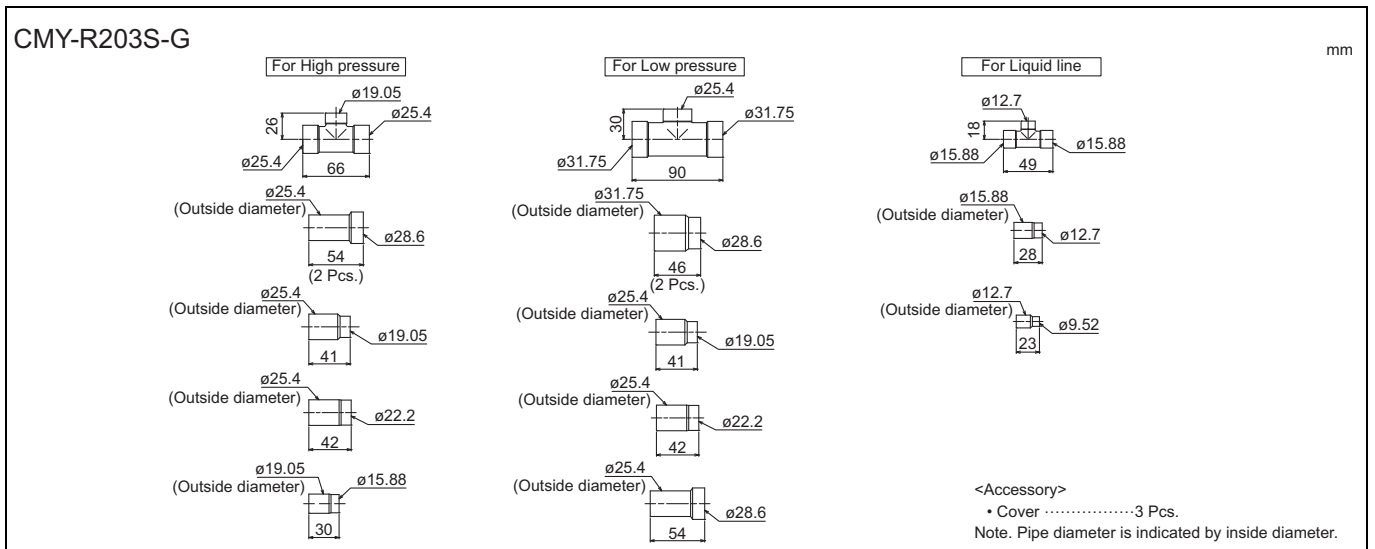 CMY-R203S-G
mm
For High pressure
ø19.05
26
ø25.4
ø25.4
66
ø25.4
(Outside diameter)
ø28.6
54
(2 Pcs.)
ø25.4
(Outside diameter)
ø19.05
41
ø25.4
(Outside diameter)
ø22.2
42
ø19.05
(Outside diameter)
ø15.88
30
For Low pressure
ø25.4
30
ø31.75
ø31.75
90
ø31.75
(Outside diameter)
ø28.6
46
(2 Pcs.)
ø25.4
(Outside diameter)
ø19.05
41
ø25.4
(Outside diameter)
ø22.2
42
ø25.4
(Outside diameter)
ø28.6
54
For Liquid line
ø12.7
18
ø15.88
ø15.88
49
ø15.88
(Outside diameter)
ø12.7
28
ø12.7
(Outside diameter)
ø9.52
23
<Accessory>
• Cover ················3 Pcs.
Note. Pipe diameter is indicated by inside diameter.